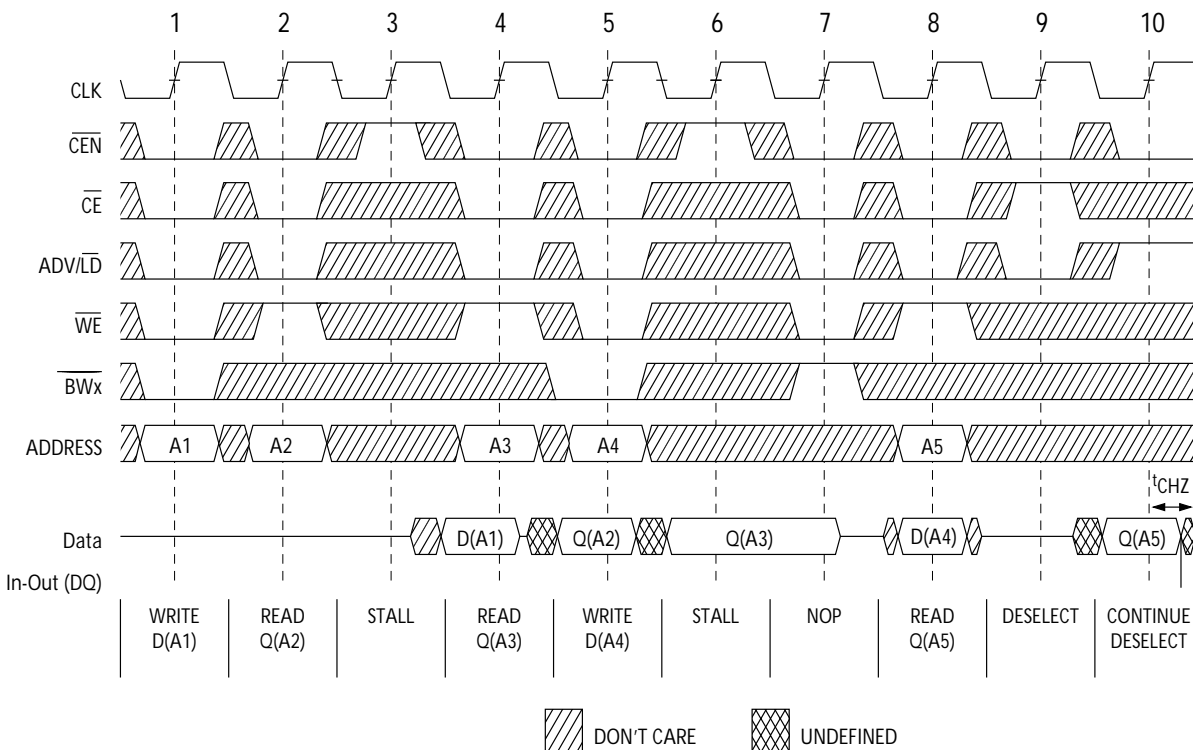 1 2 3 4 5 6 7 8 9 10
CLK
CEN
CE
ADV/LD
WE
BWx
ADDRESS A1 A2 A3 A4 A5
tCHZ
Data D(A1) Q(A2) Q(A3) D(A4) Q(A5)
In-Out (DQ)
WRITE READ STALL READ WRITE STALL NOP READ DESELECT CONTINUE
D(A1) Q(A2) Q(A3) D(A4) Q(A5) DESELECT
DON'T CARE UNDEFINED